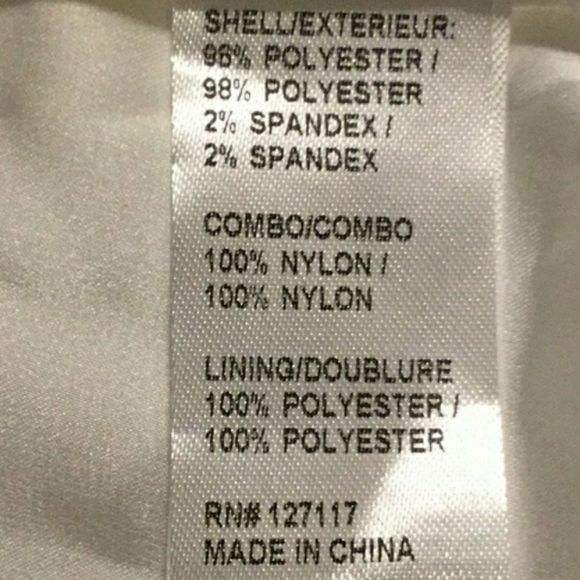 SHELL/EXTERIEUR:
98% POLYESTER /
98% POLYESTER
2% SPANDEX /
2% SPANDEX
COMBO/COMBO
100% NYLON /
100% NYLON
LINING/DOUBLURE
100% POLYESTER /
100% POLYESTER
RN# 127117
MADE IN CHINA